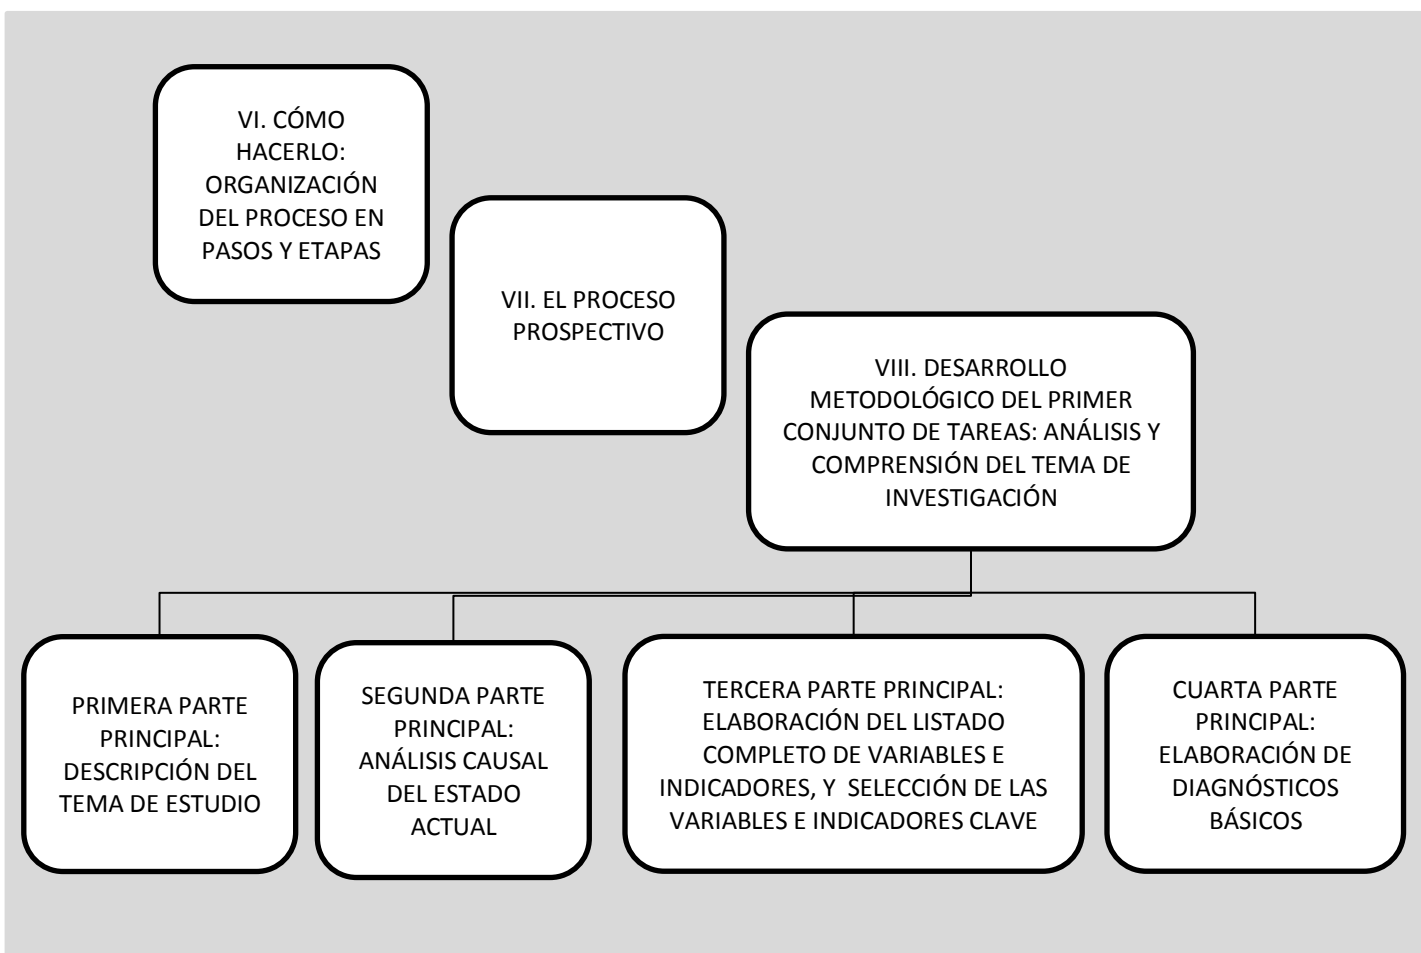 VI. CÓMO
HACERLO:
ORGANIZACIÓN
DEL PROCESO EN
PASOS Y ETAPAS
VII. EL PROCESO
PROSPECTIVO
VIII. DESARROLLO
METODOLÓGICO DEL PRIMER
CONJUNTO DE TAREAS: ANÁLISIS Y
COMPRENSIÓN DEL TEMA DE
INVESTIGACIÓN
PRIMERA PARTE
PRINCIPAL:
DESCRIPCIÓN DEL
TEMA DE ESTUDIO
SEGUNDA PARTE
PRINCIPAL:
ANÁLISIS CAUSAL
DEL ESTADO
ACTUAL
TERCERA PARTE PRINCIPAL:
ELABORACIÓN DEL LISTADO
COMPLETO DE VARIABLES E
INDICADORES, Y SELECCIÓN DE LAS
VARIABLES E INDICADORES CLAVE
CUARTA PARTE
PRINCIPAL:
ELABORACIÓN DE
DIAGNÓSTICOS
BÁSICOS